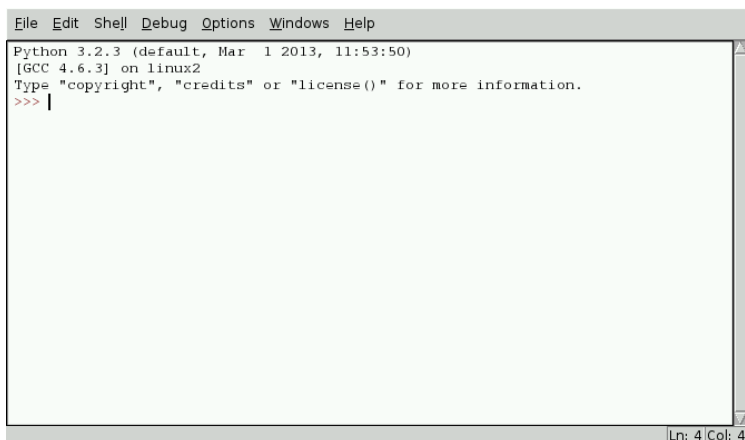 File Edit Shell Debug Options Windows Help
Python 3.2.3 (default, Mar  1 2013, 11:53:50)
[GCC 4.6.3] on linux2
Type "copyright", "credits" or "license()" for more information.
>>>
Ln: 4 Col: 4